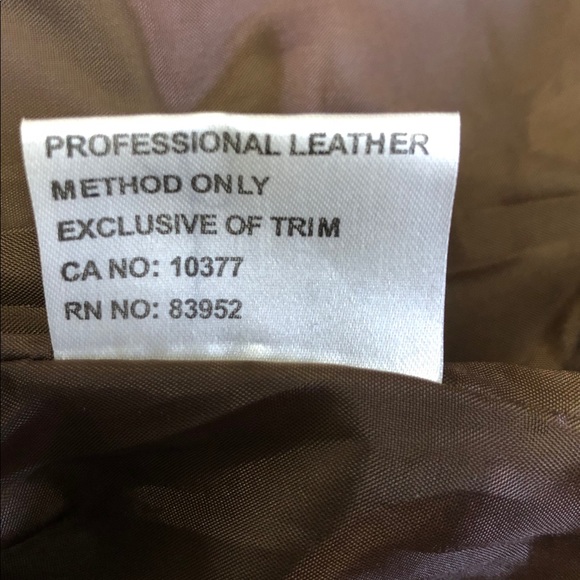 PROFESSIONAL LEATHER
METHOD ONLY
EXCLUSIVE OF TRIM
CA NO: 10377
RN NO: 83952